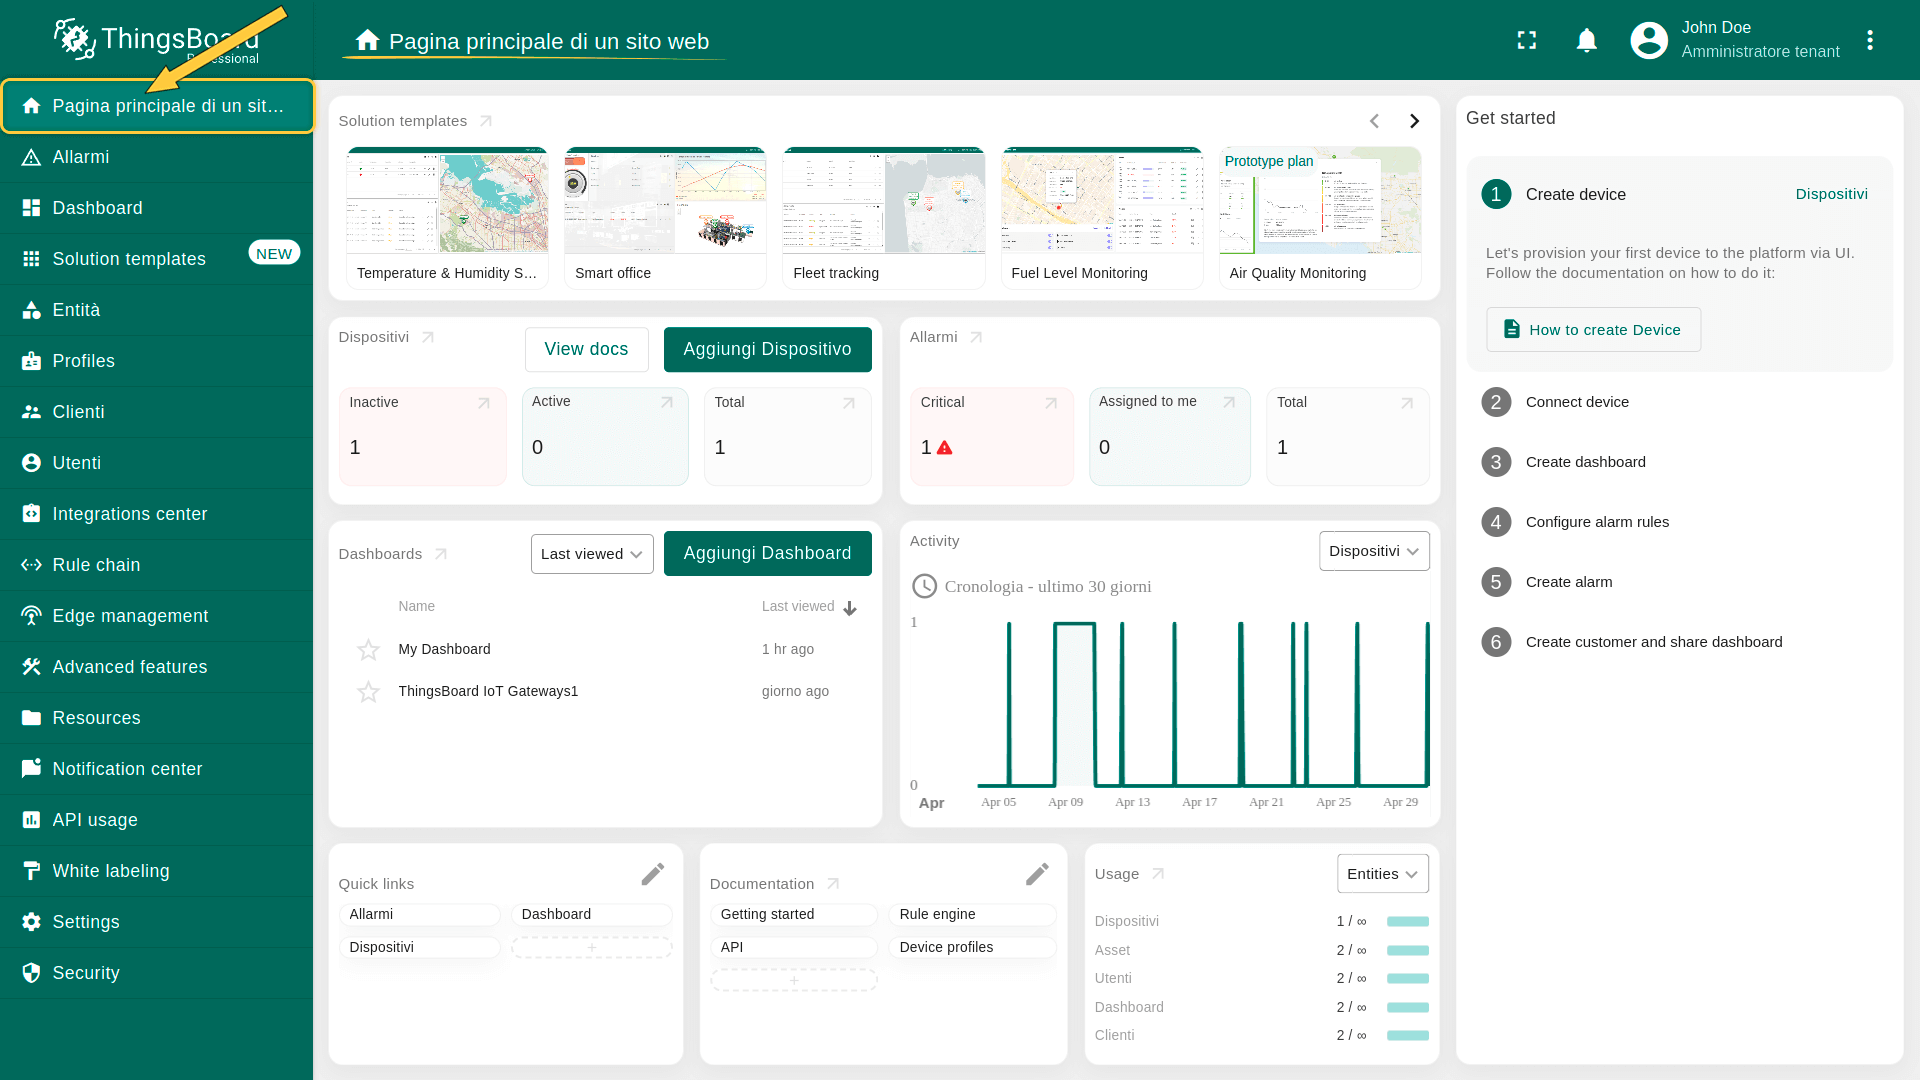 ThingsBoard
Professional
Pagina principale di un sito web
John Doe
Amministratore tenant
Pagina principale di un sit…
Allarmi
Dashboard
Solution templates
NEW
Entità
Profiles
Clienti
Utenti
Integrations center
Rule chain
Edge management
Advanced features
Resources
Notification center
API usage
White labeling
Settings
Security
Solution templates
Prototype plan
Temperature & Humidity S…
Smart office
Fleet tracking
Fuel Level Monitoring
Air Quality Monitoring
Dispositivi
View docs
Aggiungi Dispositivo
Inactive
1
Active
0
Total
1
Allarmi
Critical
1
Assigned to me
0
Total
1
Dashboards
Last viewed
Aggiungi Dashboard
Name
Last viewed
My Dashboard
1 hr ago
ThingsBoard IoT Gateways1
giorno ago
Activity
Dispositivi
Cronologia - ultimo 30 giorni
1
0
Apr
Apr 05
Apr 09
Apr 13
Apr 17
Apr 21
Apr 25
Apr 29
Quick links
Allarmi
Dashboard
Dispositivi
+
Documentation
Getting started
Rule engine
API
Device profiles
+
Usage
Entities
Dispositivi
1 / ∞
Asset
2 / ∞
Utenti
2 / ∞
Dashboard
2 / ∞
Clienti
2 / ∞
Get started
1
Create device
Dispositivi
Let's provision your first device to the platform via UI.
Follow the documentation on how to do it:
How to create Device
2
Connect device
3
Create dashboard
4
Configure alarm rules
5
Create alarm
6
Create customer and share dashboard